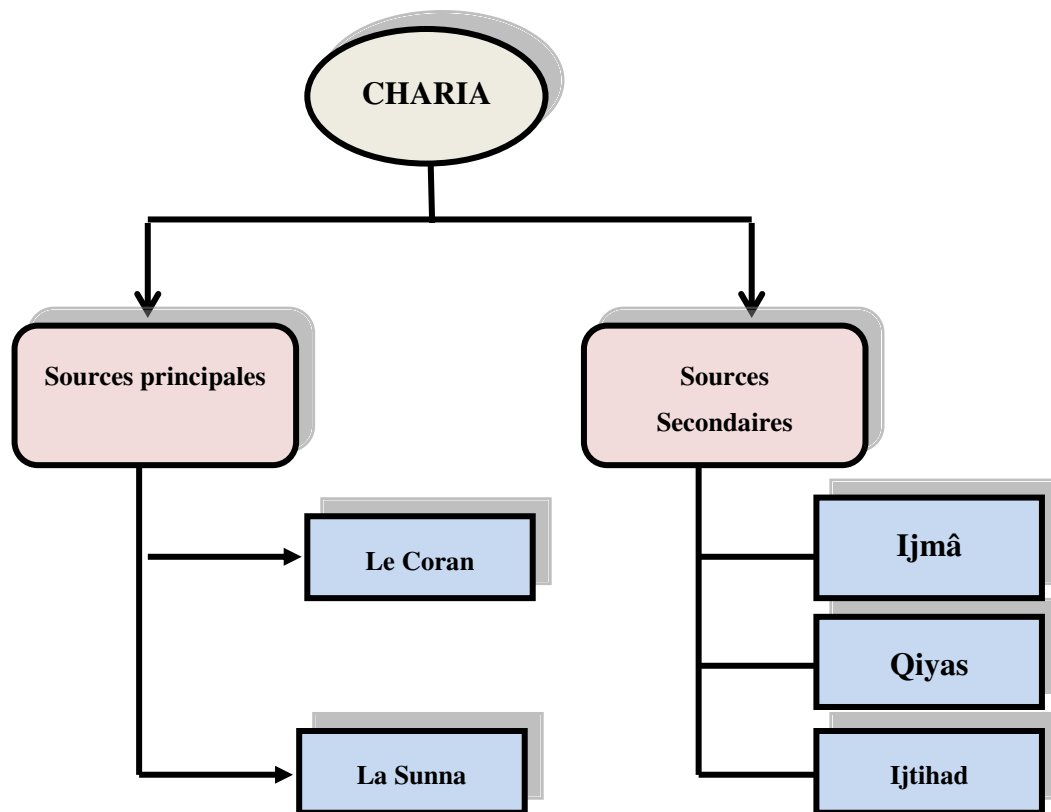 CHARIA
Sources principales
Sources
Secondaires
Le Coran
La Sunna
Ijmâ
Qiyas
Ijtihad